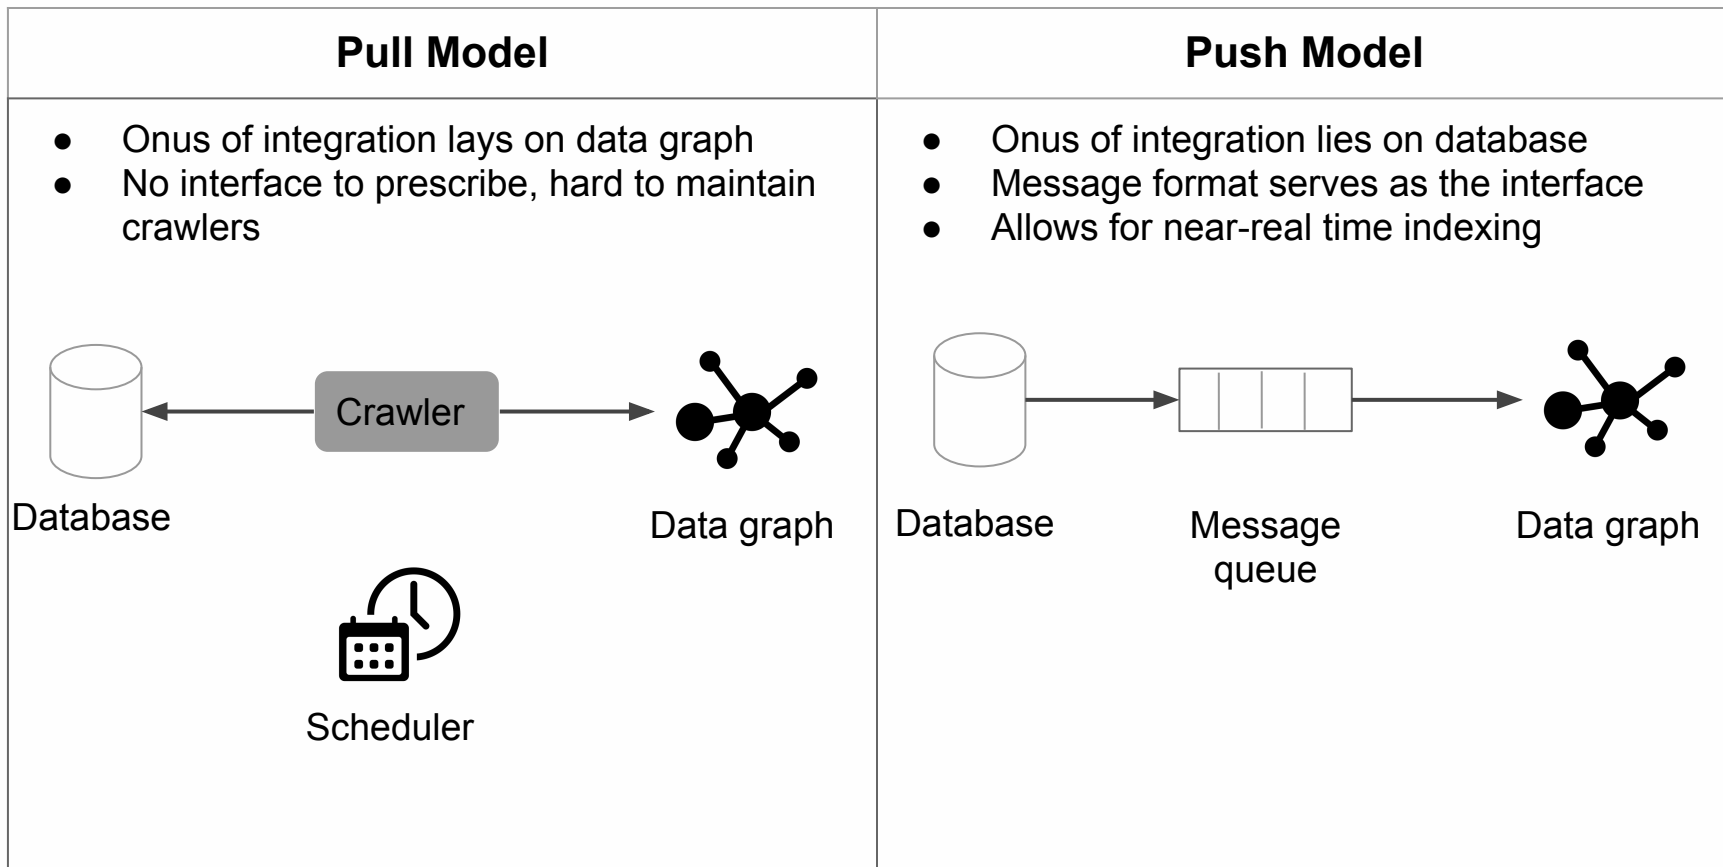 Pull Model
Push Model
● Onus of integration lays on data graph
● No interface to prescribe, hard to maintain
crawlers
● Onus of integration lies on database
● Message format serves as the interface
● Allows for near-real time indexing
Crawler
Database
Data graph
Scheduler
Database
Message
queue
Data graph